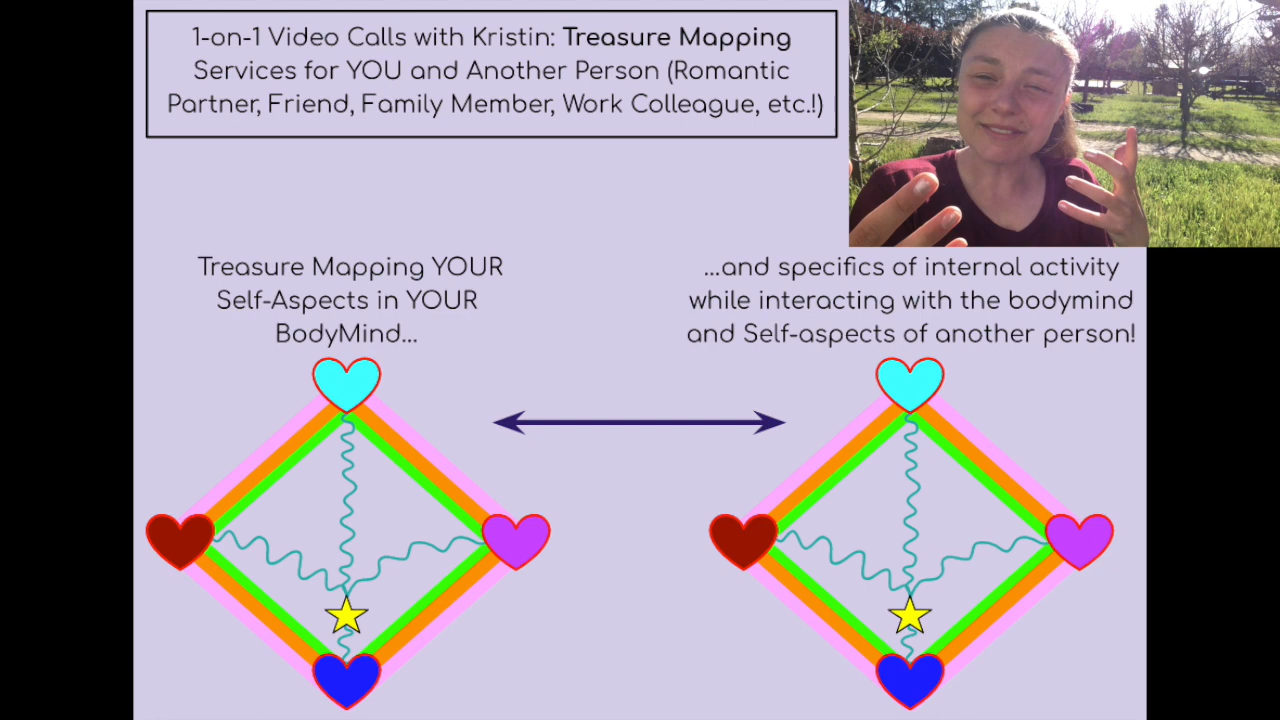 1-on-1 Video Calls with Kristin: Treasure Mapping
Services for YOU and Another Person (Romantic
Partner, Friend, Family Member, Work Colleague, etc.!)
Treasure Mapping YOUR
Self-Aspects in YOUR
BodyMind...
...and specifics of internal activity
while interacting with the bodymind
and Self-aspects of another person!